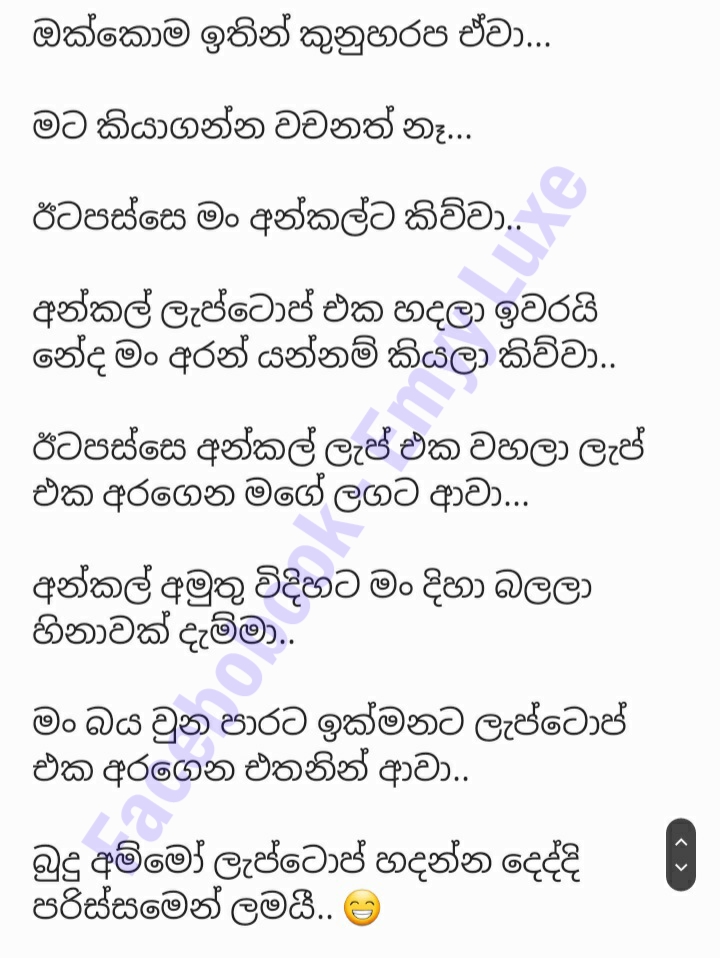 ඔක්කොම ඉතින් කුනුහරප ඒවා...
මට කියාගන්න වචනත් නෑ...
ඊටපස්සෙ මං අන්කල්ට කිව්වා..
අන්කල් ලැප්ටොප් එක හදලා ඉවරයි
නේද මං අරන් යන්නම් කියලා කිව්වා..
ඊටපස්සෙ අන්කල් ලැප් එක වහලා ලැප්
එක අරගෙන මගේ ලගට ආවා...
අන්කල් අමුතු විදිහට මං දිහා බලලා
හිනාවක් දැම්මා..
මං බය වුන පාරට ඉක්මනට ලැප්ටොප්
එක අරගෙන එතනින් ආවා..
බුදු අම්මෝ ලැප්ටොප් හදන්න දෙද්දි
පරිස්සමෙන් ලමයී.. 😁
Facebobook - Emyy Luxe